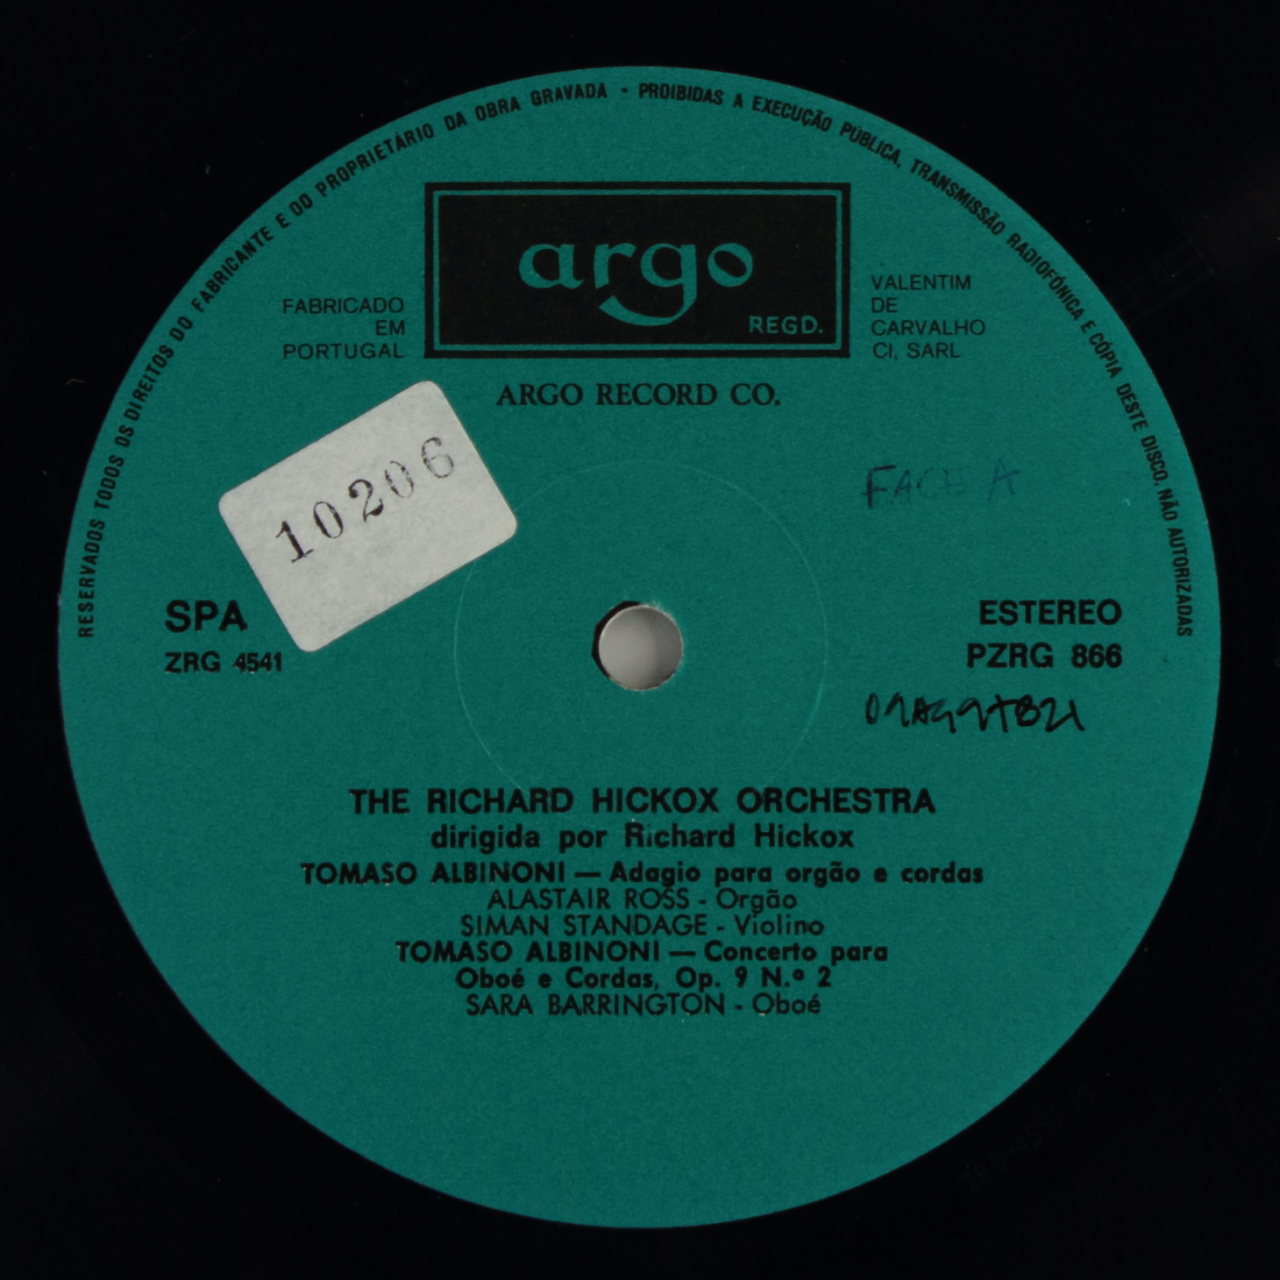 RESERVADOS TODOS OS DIREITOS DO FABRICANTE E DO PROPRIETÁRIO DA OBRA GRAVADA • PROIBIDAS A EXECUÇÃO PÚBLICA, TRANSMISSÃO RADIOFÓNICA E CÓPIA DESTE DISCO, NÃO AUTORIZADAS
argo
REGD.
FABRICADO
EM
PORTUGAL
VALENTIM
DE
CARVALHO
CI, SARL
ARGO RECORD CO.
10206
FACE A
SPA
ZRG 4541
ESTEREO
PZRG 866
THE RICHARD HICKOX ORCHESTRA
dirigida por Richard Hickox
TOMASO ALBINONI — Adagio para orgão e cordas
ALASTAIR ROSS - Orgão
SIMAN STANDAGE - Violino
TOMASO ALBINONI — Concerto para
Oboé e Cordas, Op. 9 N.º 2
SARA BARRINGTON - Oboé